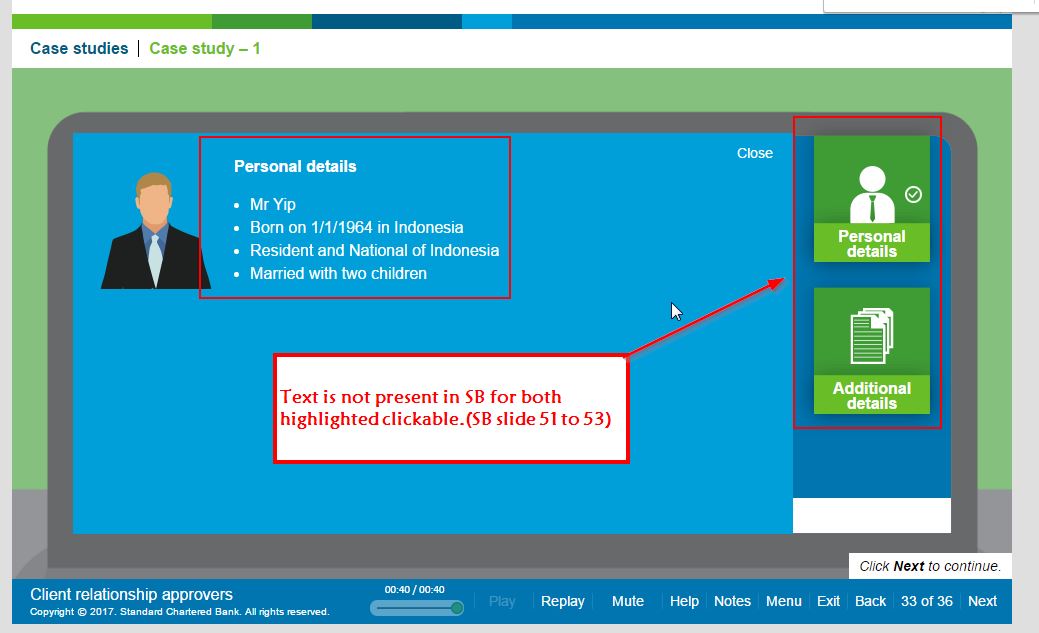 Case studies | Case study – 1
Personal details
Close
• Mr Yip
• Born on 1/1/1964 in Indonesia
• Resident and National of Indonesia
• Married with two children
Personal
details
Text is not present in SB for both
highlighted clickable.(SB slide 51 to 53)
Additional
details
Click Next to continue.
Client relationship approvers
Copyright © 2017. Standard Chartered Bank. All rights reserved.
00:40 / 00:40
Play Replay Mute Help Notes Menu Exit Back 33 of 36 Next